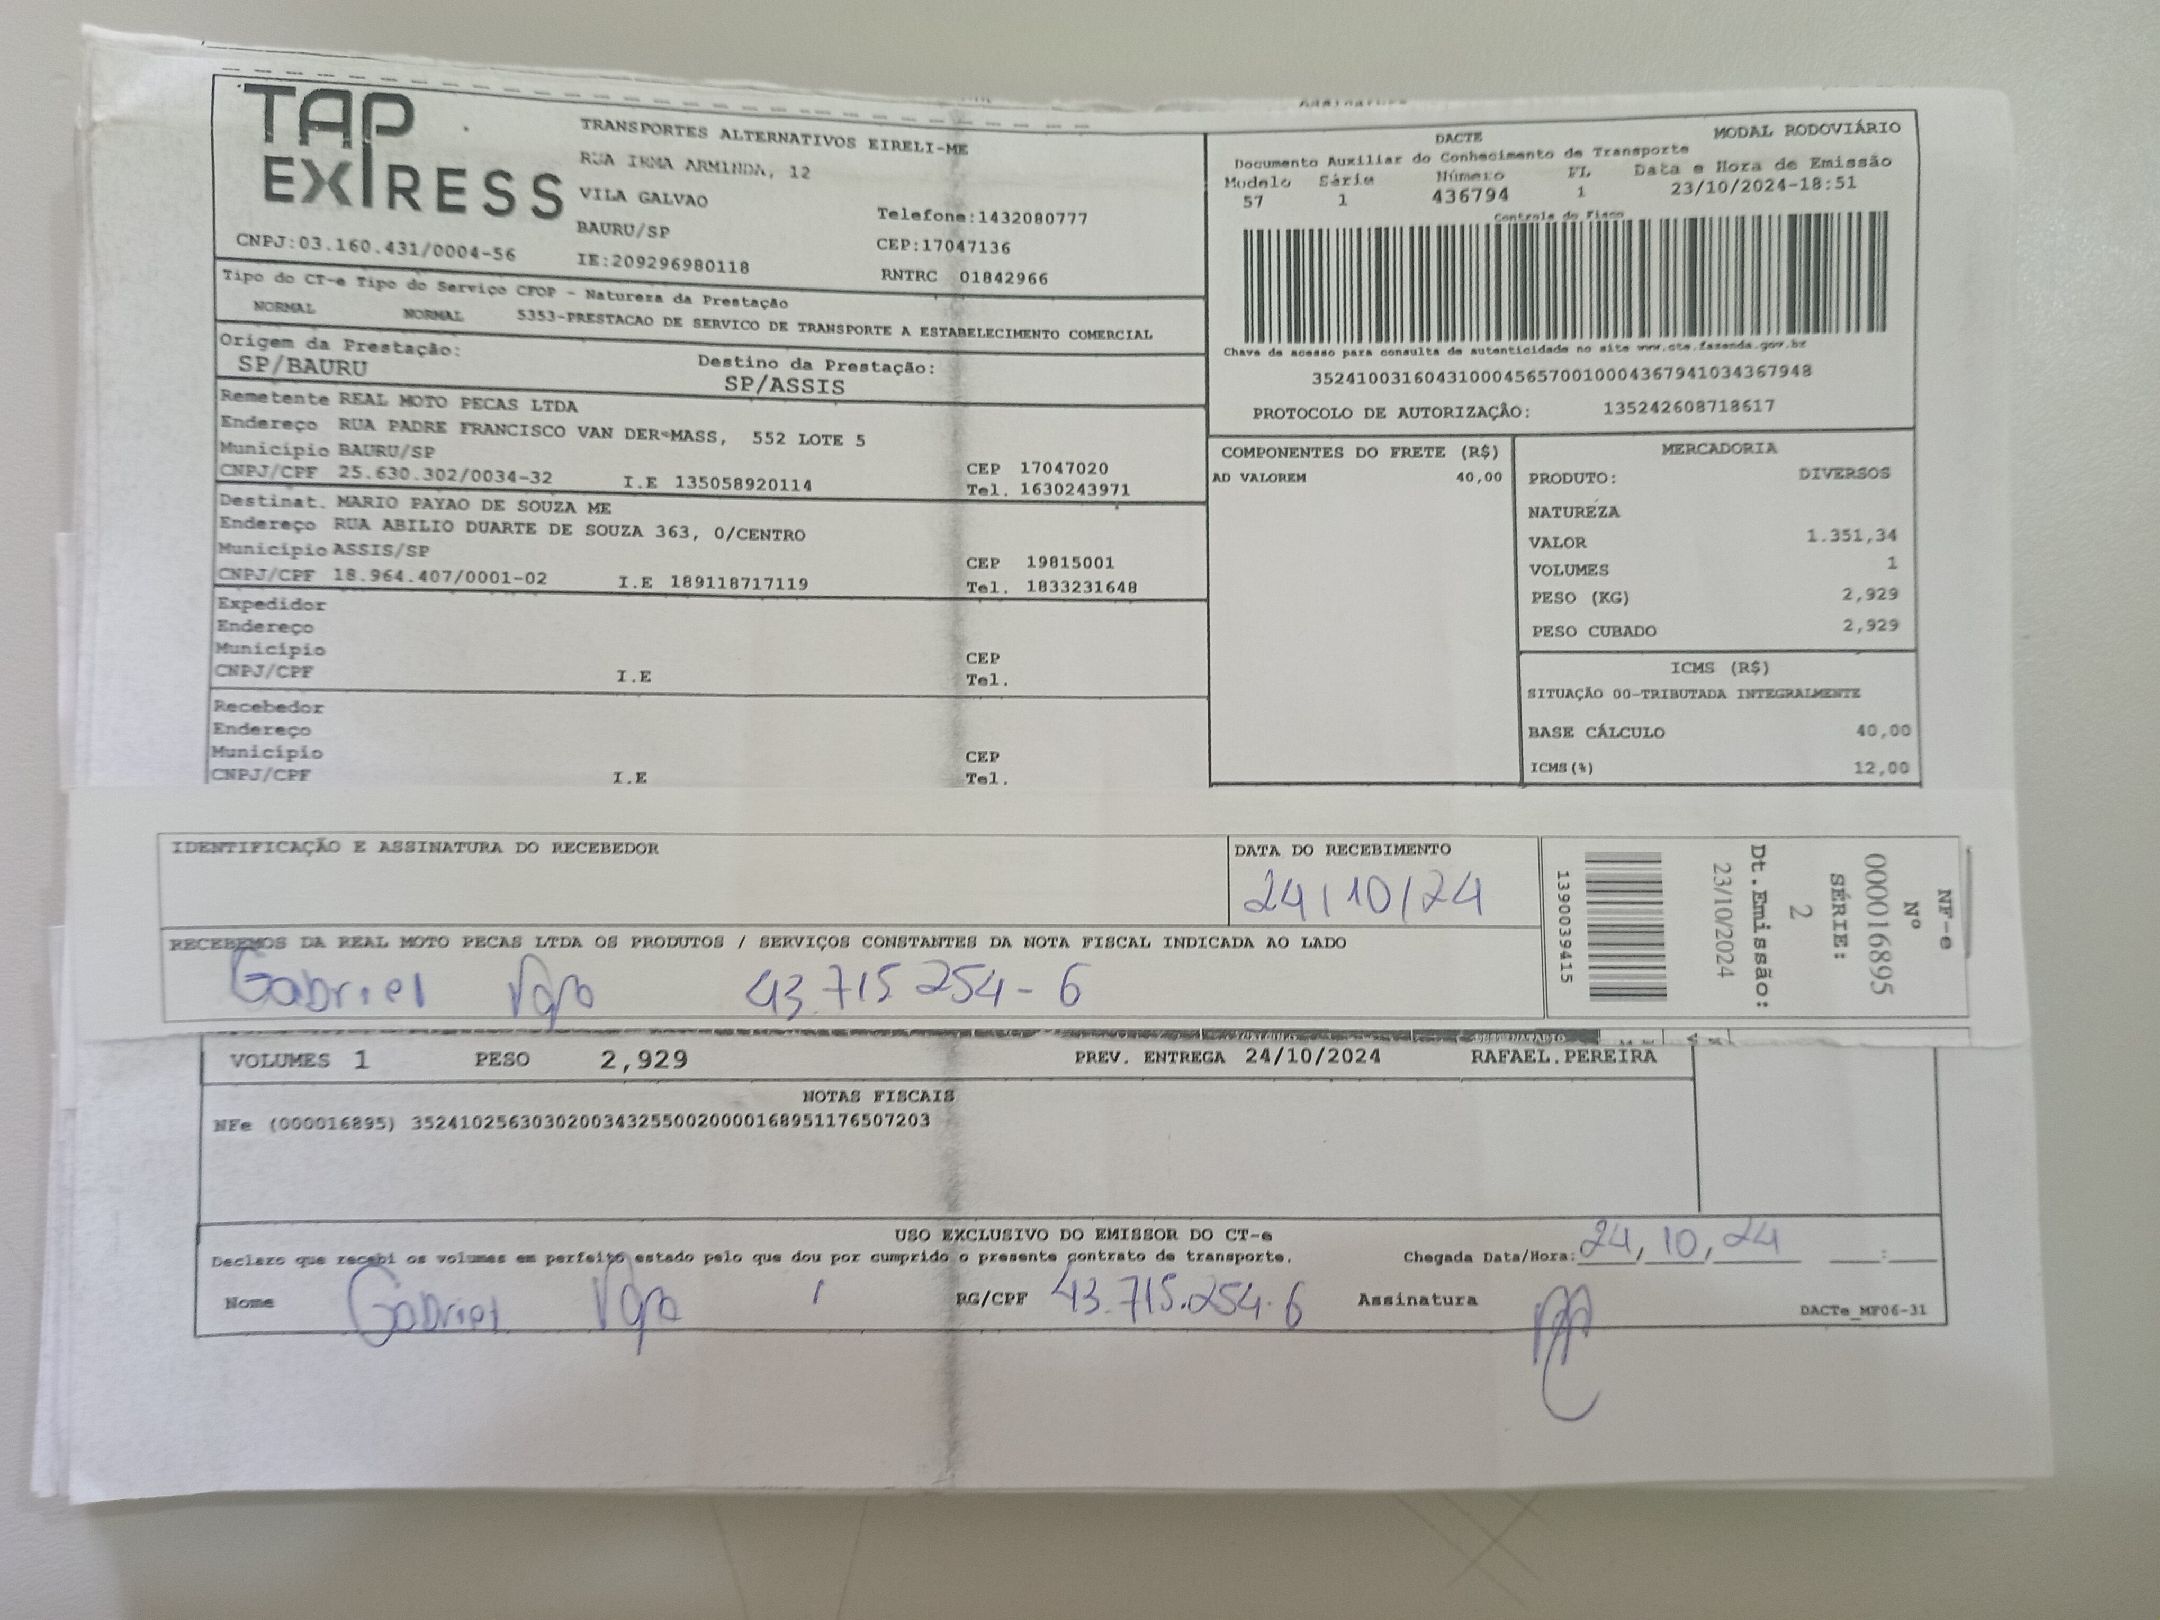 TAP
EXPRESS
TRANSPORTES ALTERNATIVOS EIRELI-ME
RUA IRMA ARMINDA, 12
VILA GALVAO
Telefone:1432080777
BAURU/SP
CEP:17047136
CNPJ:03.160.431/0004-56
IE:209296980118
RNTRC 01842966
DACTE
MODAL RODOVIÁRIO
Documento Auxiliar do Conhecimento de Transporte
Modelo Série Número FL Data e Hora de Emissão
57 1 436794 1 23/10/2024-18:51
Controle do Fisco
Chave de acesso para consulta de autenticidade no site www.cte.fazenda.gov.br
35241003160431000456570010004367941034367948
PROTOCOLO DE AUTORIZAÇÃO: 135242608718617
Tipo do CT-e Tipo do Serviço CFOP - Natureza da Prestação
NORMAL NORMAL 5353-PRESTACAO DE SERVICO DE TRANSPORTE A ESTABELECIMENTO COMERCIAL
Origem da Prestação: Destino da Prestação:
SP/BAURU SP/ASSIS
Remetente REAL MOTO PECAS LTDA
Endereço RUA PADRE FRANCISCO VAN DER MASS, 552 LOTE 5
Município BAURU/SP CEP 17047020
CNPJ/CPF 25.630.302/0034-32 I.E 135058920114 Tel. 1630243971
Destinat. MARIO PAYAO DE SOUZA ME
Endereço RUA ABILIO DUARTE DE SOUZA 363, 0/CENTRO
Município ASSIS/SP CEP 19815001
CNPJ/CPF 18.964.407/0001-02 I.E 189118717119 Tel. 1833231648
Expedidor
Endereço
Município CEP
CNPJ/CPF I.E Tel.
Recebedor
Endereço
Município CEP
CNPJ/CPF I.E Tel.
COMPONENTES DO FRETE (R$)
AD VALOREM 40,00
MERCADORIA
PRODUTO: DIVERSOS
NATUREZA
VALOR 1.351,34
VOLUMES 1
PESO (KG) 2,929
PESO CUBADO 2,929
ICMS (R$)
SITUAÇÃO 00-TRIBUTADA INTEGRALMENTE
BASE CÁLCULO 40,00
ICMS(%) 12,00
IDENTIFICAÇÃO E ASSINATURA DO RECEBEDOR
DATA DO RECEBIMENTO
24/10/24
RECEBEMOS DA REAL MOTO PECAS LTDA OS PRODUTOS / SERVIÇOS CONSTANTES DA NOTA FISCAL INDICADA AO LADO
Gabriel 43.715254-6
NF-e
Nº
000016895
SÉRIE:
2
Dt.Emissão:
23/10/2024
1390039415
VOLUMES 1 PESO 2,929 PREV. ENTREGA 24/10/2024 RAFAEL.PEREIRA
NOTAS FISCAIS
NFe (000016895) 35241025630302003432550020000168951176507203
USO EXCLUSIVO DO EMISSOR DO CT-e
Declaro que recebi os volumes em perfeito estado pelo que dou por cumprido o presente contrato de transporte. Chegada Data/Hora: 24, 10, 24 :
Nome Gabriel RG/CPF 43.715.254-6 Assinatura
DACTe_MF06-31